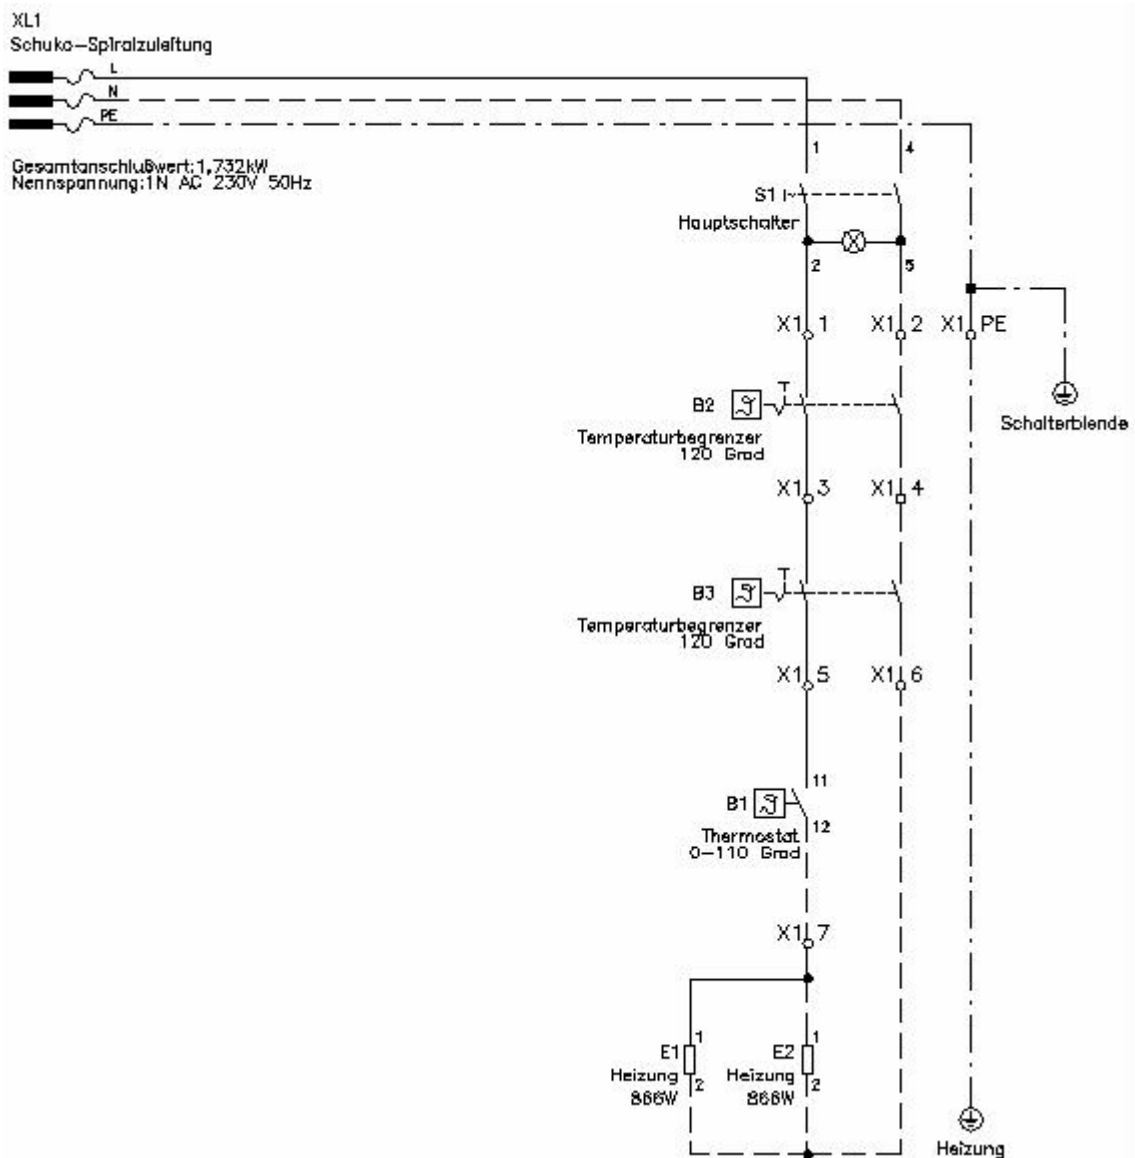 XL1
Schuko-Spiralzuleitung
L
N
PE
Gesamtanschlußwert:1,732kW
Nennspannung:1N AC 230V 50Hz
1
4
S1
Hauptschalter
2
5
X1 1
X1 2
X1 PE
B2
Temperaturbegrenzer
120 Grad
Schalterblende
X1 3
X1 4
B3
Temperaturbegrenzer
120 Grad
X1 5
X1 6
11
B1
12
Thermostat
0-110 Grad
X1 7
1
1
E1
E2
Heizung
2
Heizung
2
866W
866W
Heizung